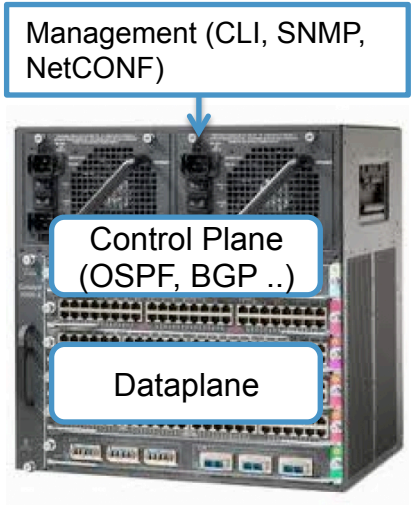 Management (CLI, SNMP,
NetCONF)
Control Plane
(OSPF, BGP ..)
Dataplane